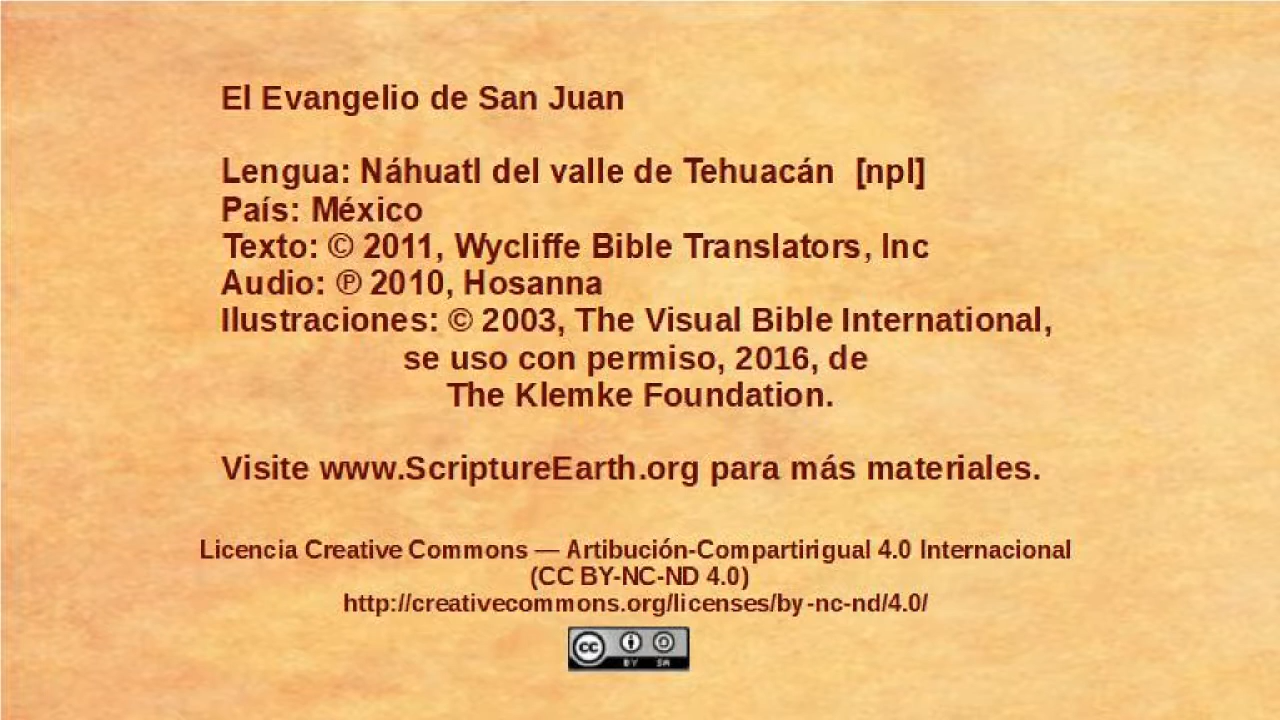 El Evangelio de San Juan
Lengua: Náhuatl del valle de Tehuacán [npl]
País: México
Texto: © 2011, Wycliffe Bible Translators, Inc
Audio: ℗ 2010, Hosanna
Ilustraciones: © 2003, The Visual Bible International,
se uso con permiso, 2016, de
The Klemke Foundation.
Visite www.ScriptureEarth.org para más materiales.
Licencia Creative Commons — Artibución-Compartirigual 4.0 Internacional
(CC BY-NC-ND 4.0)
http://creativecommons.org/licenses/by-nc-nd/4.0/
cc BY SA